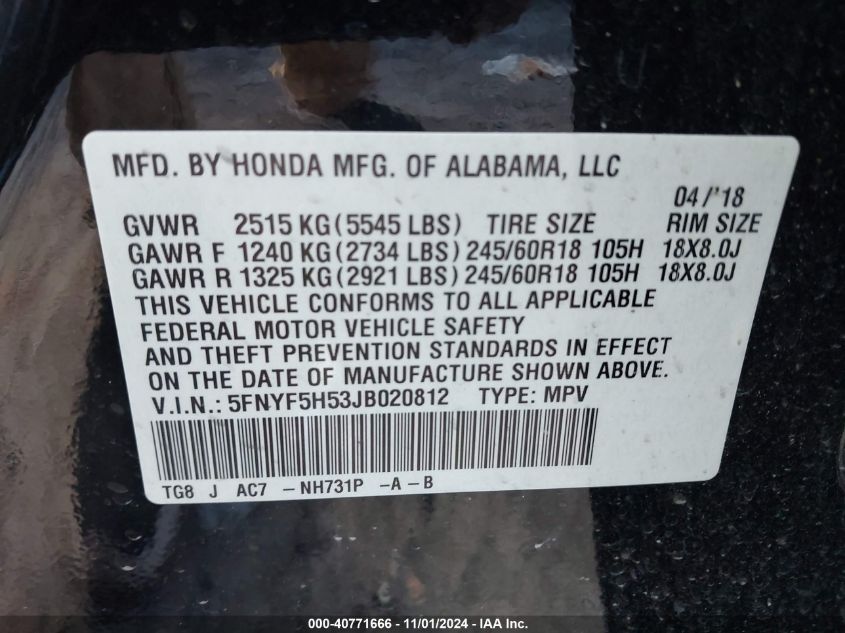 MFD. BY HONDA MFG. OF ALABAMA, LLC
04/'18
GVWR 2515 KG (5545 LBS) TIRE SIZE RIM SIZE
GAWR F 1240 KG (2734 LBS) 245/60R18 105H 18X8.0J
GAWR R 1325 KG (2921 LBS) 245/60R18 105H 18X8.0J
THIS VEHICLE CONFORMS TO ALL APPLICABLE
FEDERAL MOTOR VEHICLE SAFETY
AND THEFT PREVENTION STANDARDS IN EFFECT
ON THE DATE OF MANUFACTURE SHOWN ABOVE.
V.I.N.: 5FNYF5H53JB020812 TYPE: MPV
TG8 J AC7 -NH731P -A-B
000-40771666 - 11/01/2024 - IAA Inc.